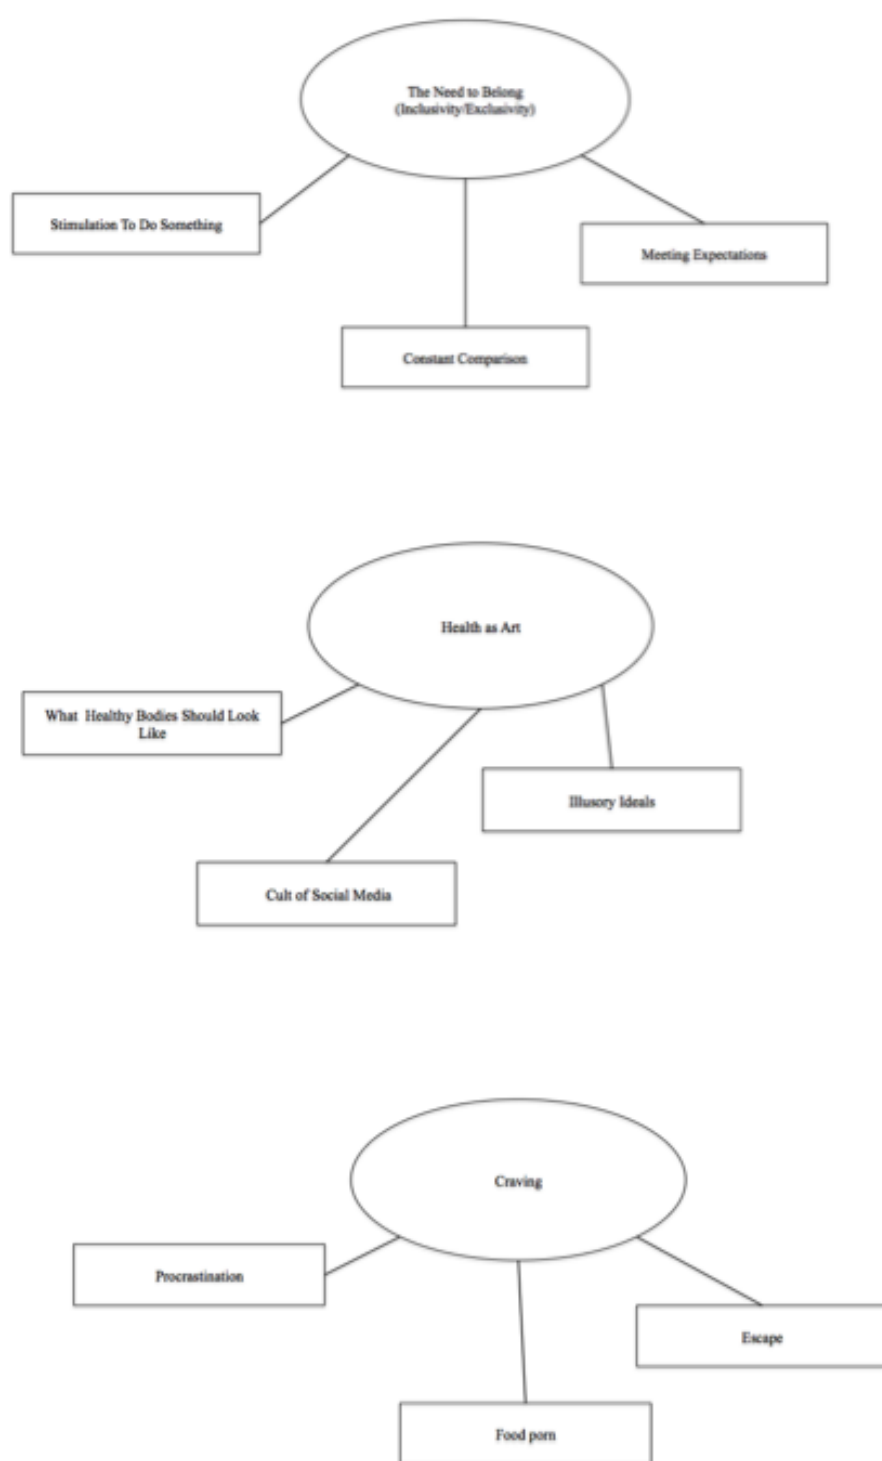 The Need to Belong
(Inclusivity/Exclusivity)
Stimulation To Do Something
Meeting Expectations
Constant Comparison
Health as Art
What Healthy Bodies Should Look
Like
Illusory Ideals
Cult of Social Media
Craving
Procrastination
Escape
Food porn